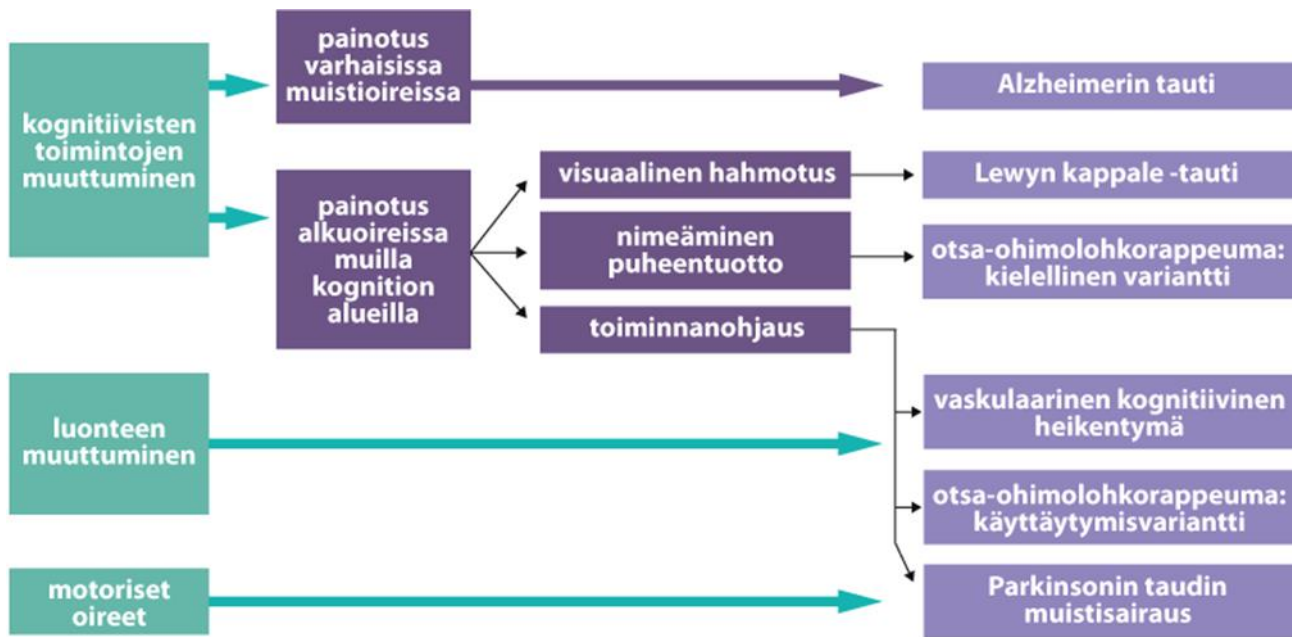 kognitiivisten
toimintojen
muuttuminen
painotus
varhaisissa
muistioireissa
Alzheimerin tauti
painotus
alkuoireissa
muilla
kognition
alueilla
visuaalinen hahmotus
Lewyn kappale -tauti
nimeäminen
puheentuotto
otsa-ohimolohkorappeuma:
kielellinen variantti
toiminnanohjaus
luonteen
muuttuminen
vaskulaarinen kognitiivinen
heikentymä
otsa-ohimolohkorappeuma:
käyttäytymisvariantti
motoriset
oireet
Parkinsonin taudin
muistisairaus